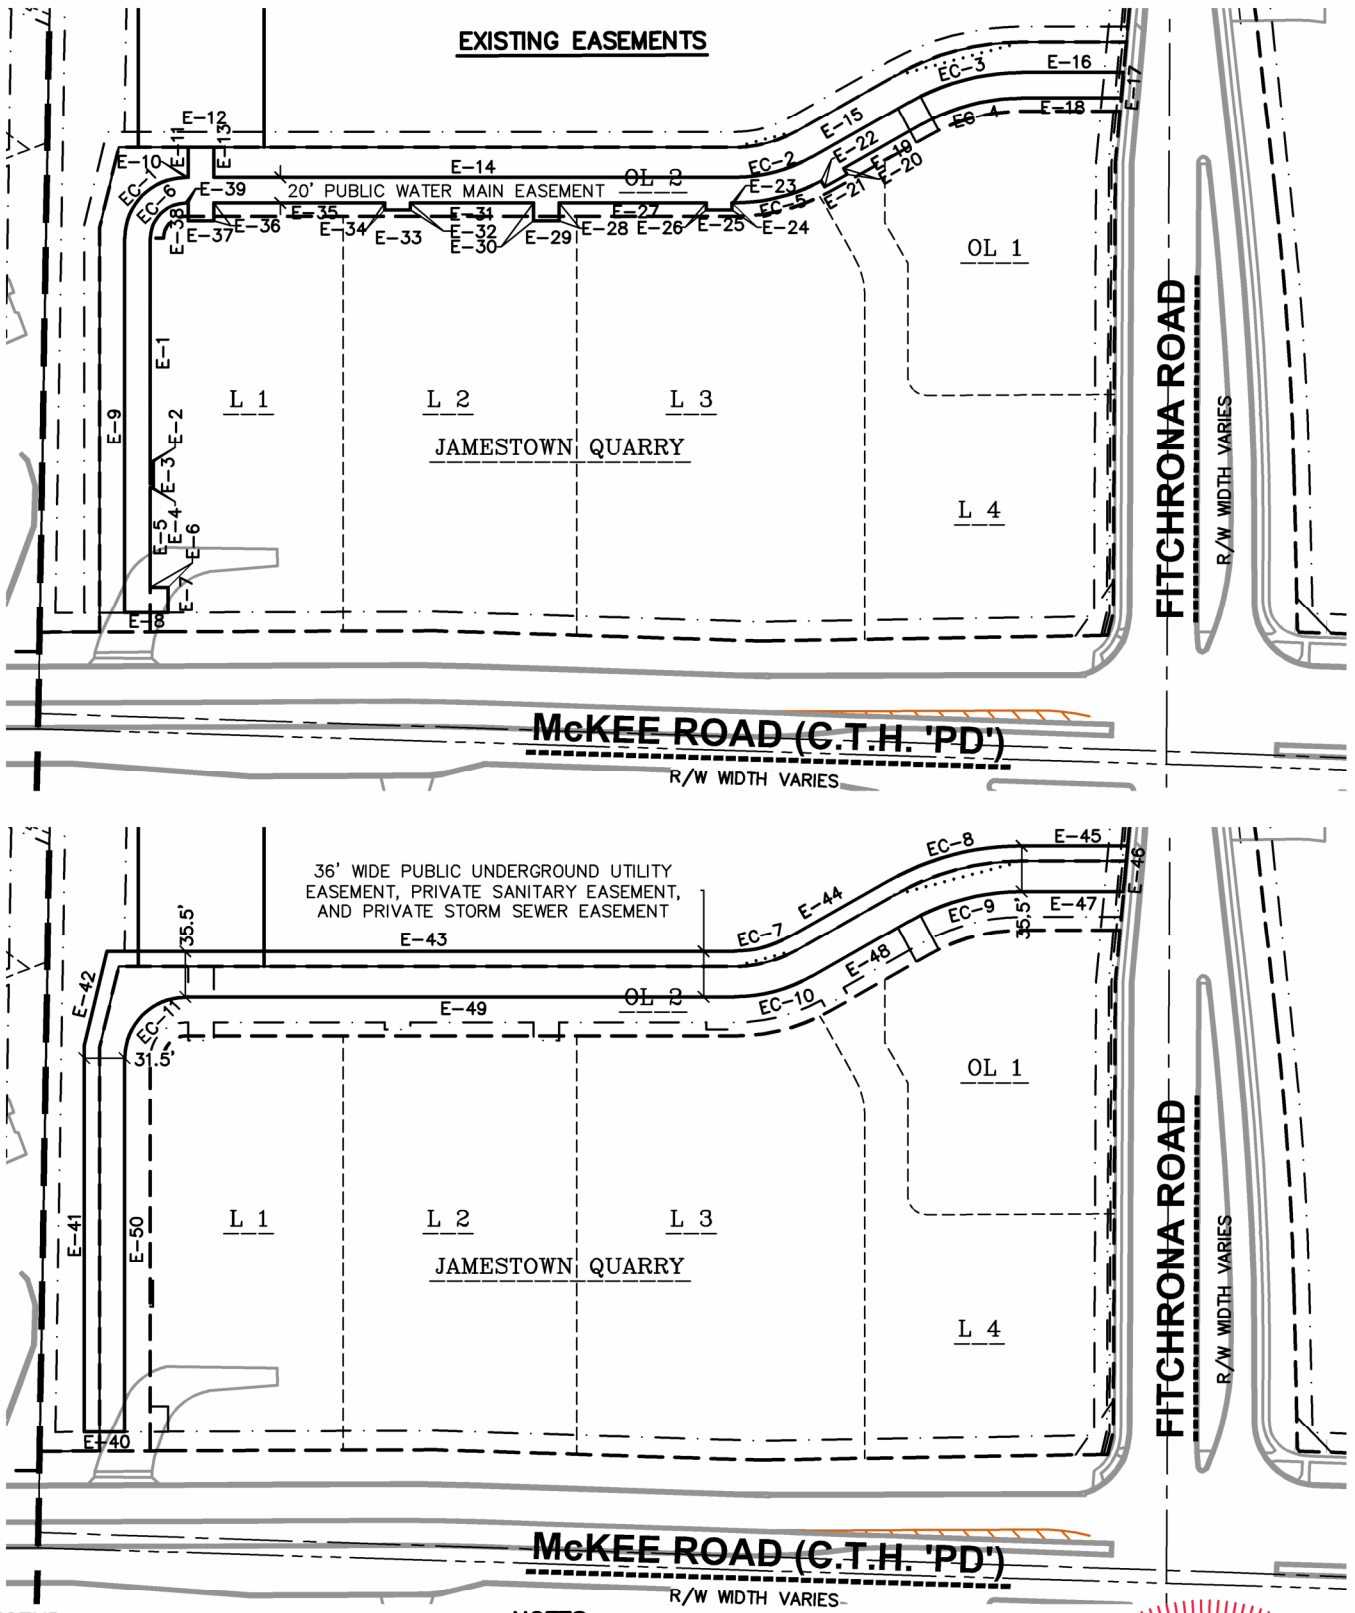 EXISTING EASEMENTS
E-16
EC-3
E-17
E-18
EC-4
E-15
E-12
E-11
E-13
E-22
E-19
E-20
E-10
EC-1
EC-2
E-14
E-21
E-39
EC-6
20' PUBLIC WATER MAIN EASEMENT
OL 2
E-23
EC-5
E-38
E-37
E-36
E-35
E-34
E-33
E-31
E-32
E-30
E-29
E-28
E-27
E-26
E-25
E-24
OL 1
E-1
E-9
E-2
E-3
E-4
E-5
E-6
E-7
E-8
L 1
L 2
L 3
JAMESTOWN QUARRY
L 4
FITCHRONA ROAD
R/W WIDTH VARIES
McKEE ROAD (C.T.H. 'PD')
R/W WIDTH VARIES
36' WIDE PUBLIC UNDERGROUND UTILITY
EASEMENT, PRIVATE SANITARY EASEMENT,
AND PRIVATE STORM SEWER EASEMENT
EC-8
E-45
E-46
E-44
EC-9
35.5'
E-47
35.5'
E-43
EC-7
E-48
E-42
EC-11
E-49
OL 2
EC-10
31.5'
OL 1
E-41
E-50
L 1
L 2
L 3
JAMESTOWN QUARRY
L 4
E-40
FITCHRONA ROAD
R/W WIDTH VARIES
McKEE ROAD (C.T.H. 'PD')
R/W WIDTH VARIES